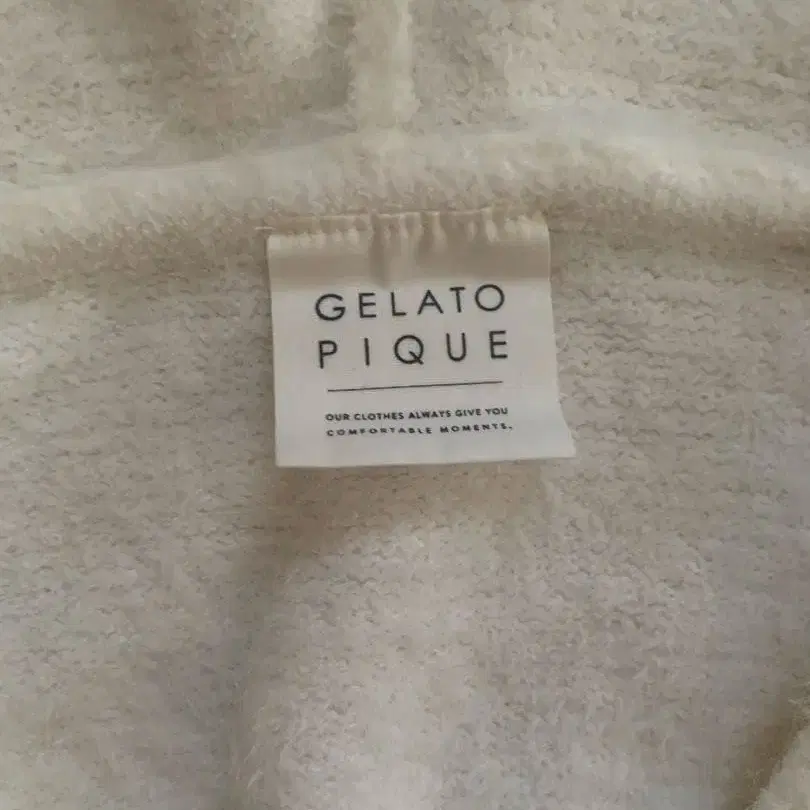 GELATO
PIQUE
OUR CLOTHES ALWAYS GIVE YOU
COMFORTABLE MOMENTS.